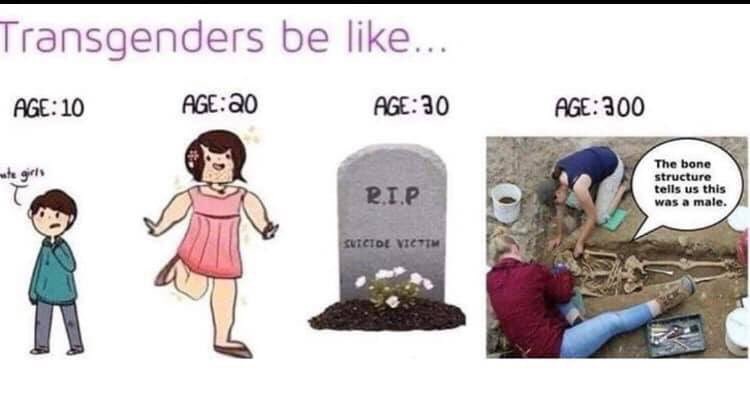 Transgenders be like...
AGE:10
AGE:20
AGE:30
AGE:300
girls
R.I.P
SUICIDE VICTIM
The bone
structure
tells us this
was a male.